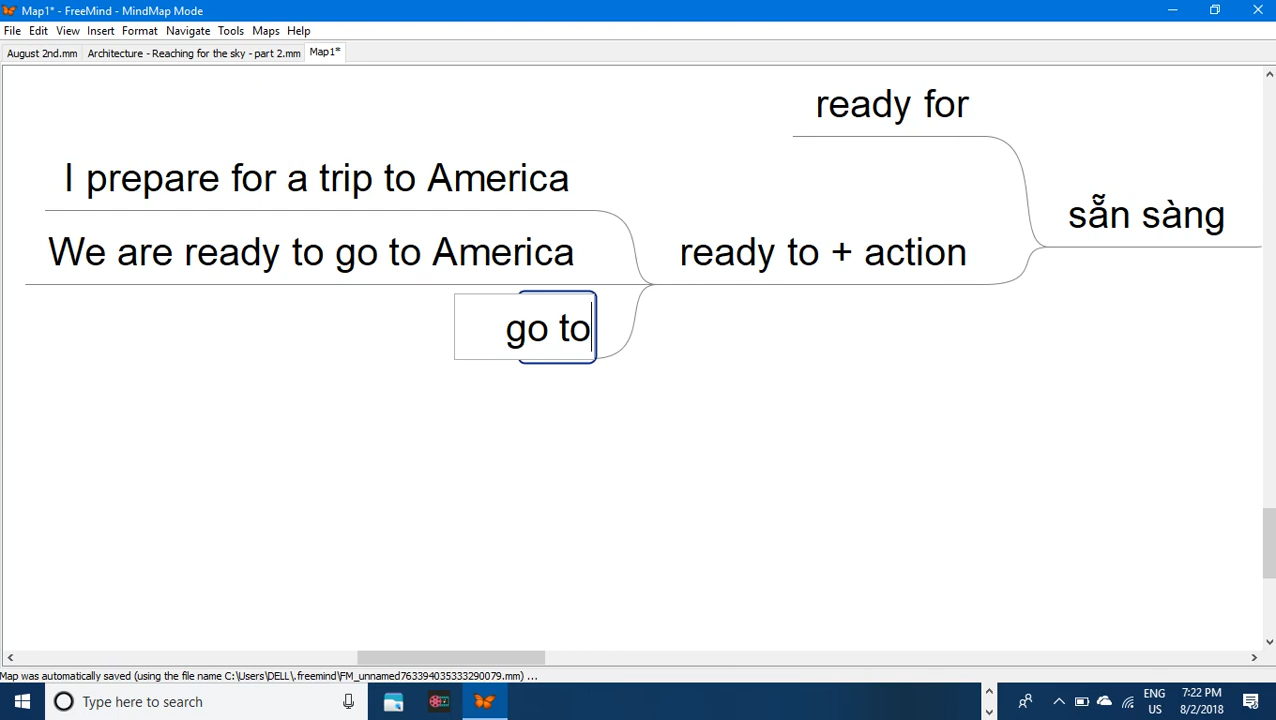 Map1* - FreeMind - MindMap Mode
File Edit View Insert Format Navigate Tools Maps Help
August 2nd.mm Architecture - Reaching for the sky - part 2.mm Map1*
ready for
I prepare for a trip to America
sẵn sàng
We are ready to go to America
ready to + action
go to
Map was automatically saved (using the file name C:\Users\DELL\.freemind\FM_unnamed7633940353332900​79.mm) ...
Type here to search
ENG
US
7:22 PM
8/2/2018